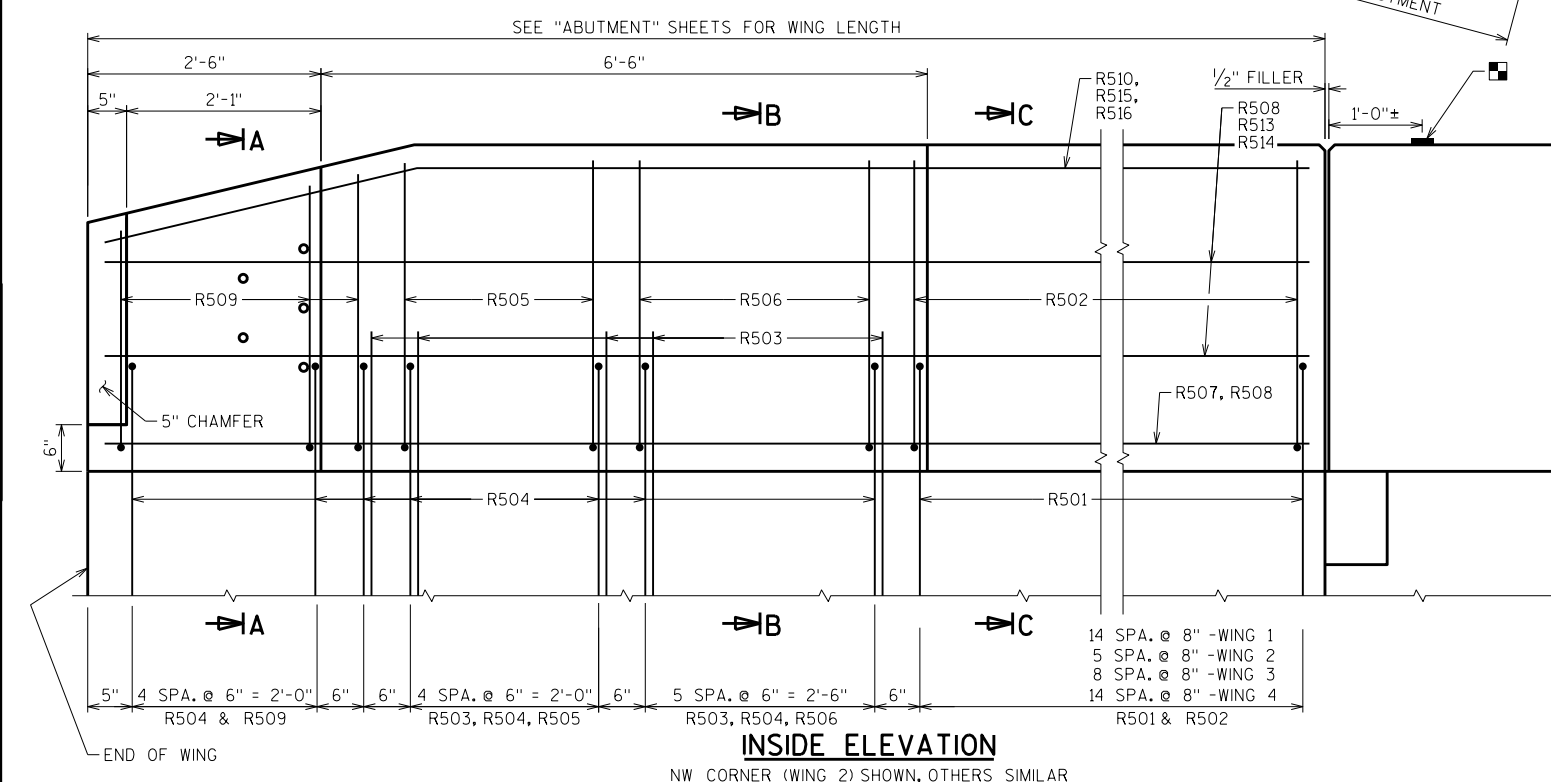 SEE "ABUTMENT" SHEETS FOR WING LENGTH
2'-6"
6'-6"
5"
2'-1"
A
B
C
R510,
R515,
R516
1/2" FILLER
R508
R513
R514
1'-0"±
R509
R505
R506
R502
R503
5" CHAMFER
R507, R508
6"
R504
R501
A
B
C
14 SPA. @ 8" -WING 1
5 SPA. @ 8" -WING 2
8 SPA. @ 8" -WING 3
14 SPA. @ 8" -WING 4
5"
4 SPA. @ 6" = 2'-0"
6"
6"
4 SPA. @ 6" = 2'-0"
6"
5 SPA. @ 6" = 2'-6"
6"
R504 & R509
R503, R504, R505
R503, R504, R506
R501 & R502
END OF WING
INSIDE ELEVATION
NW CORNER (WING 2) SHOWN, OTHERS SIMILAR